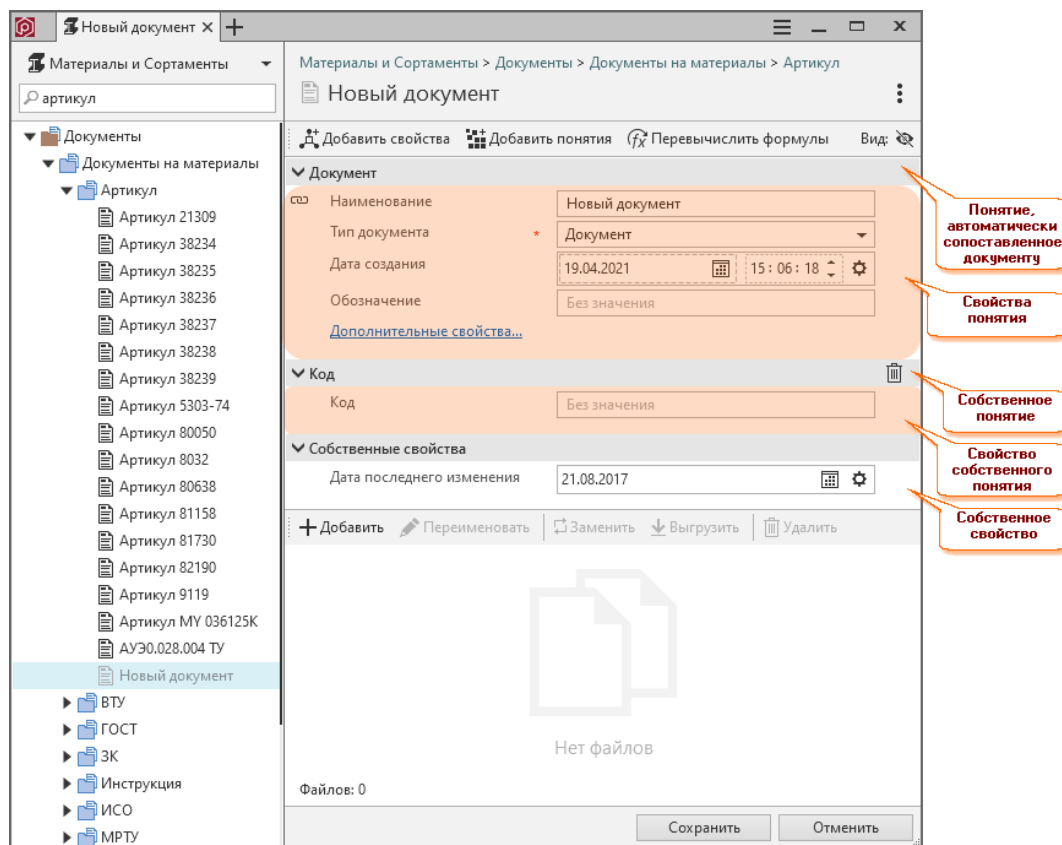 Новый документ
Материалы и Сортаменты
артикул
Документы
Документы на материалы
Артикул
Артикул 21309
Артикул 38234
Артикул 38235
Артикул 38236
Артикул 38237
Артикул 38238
Артикул 38239
Артикул 5303-74
Артикул 80050
Артикул 8032
Артикул 80638
Артикул 81158
Артикул 81730
Артикул 82190
Артикул 9119
Артикул МУ 036125К
АУЭ0.028.004 ТУ
Новый документ
ВТУ
ГОСТ
ЗК
Инструкция
ИСО
МРТУ
Материалы и Сортаменты > Документы > Документы на материалы > Артикул
Новый документ
Добавить свойства Добавить понятия Перевычислить формулы Вид:
Документ
Наименование Новый документ
Тип документа * Документ
Дата создания 19.04.2021 15: 06: 18
Обозначение Без значения
Дополнительные свойства...
Код
Код Без значения
Собственные свойства
Дата последнего изменения 21.08.2017
Добавить Переименовать Заменить Выгрузить Удалить
Нет файлов
Файлов: 0
Сохранить Отменить
Понятие,
автоматически
сопоставленное
документу
Свойства
понятия
Собственное
понятие
Свойство
собственного
понятия
Собственное
свойство